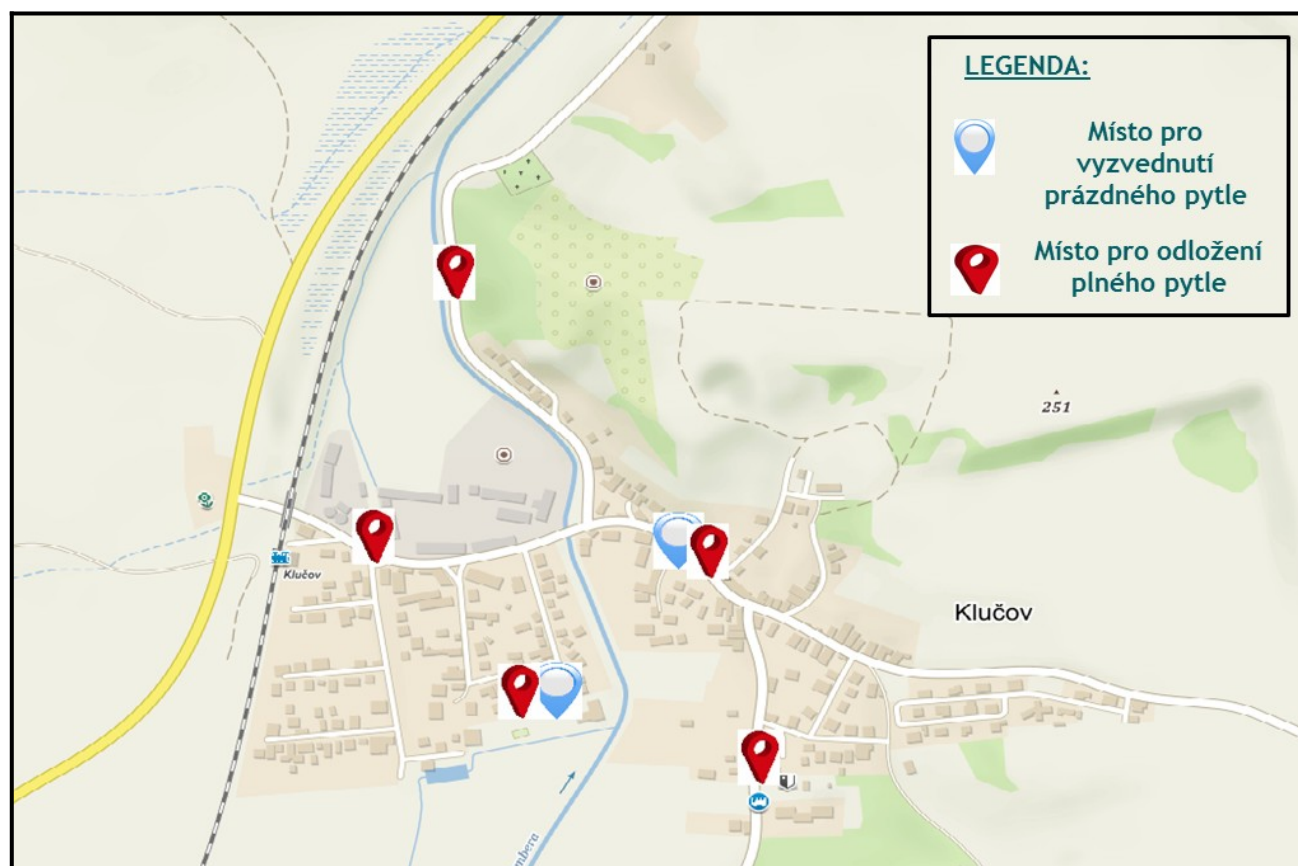 LEGENDA:
Místo pro
vyzvednutí
prázdného pytle
Místo pro odložení
plného pytle
251
Klučov
Klučov